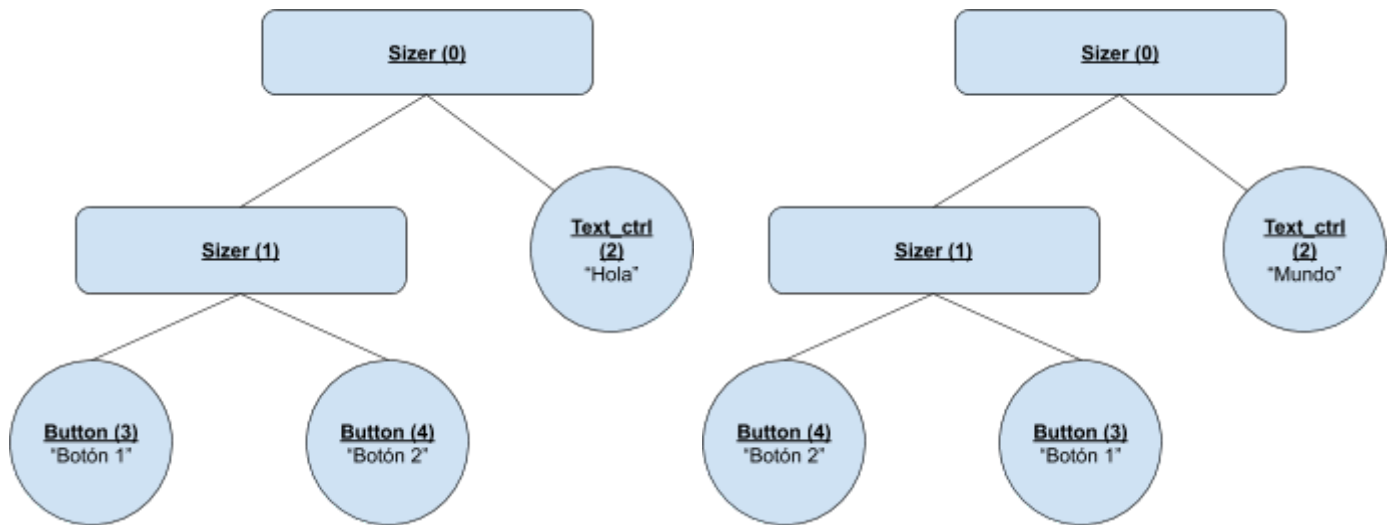 Sizer (0)
Sizer (1)
Text_ctrl
(2)
“Hola”
Button (3)
“Botón 1”
Button (4)
“Botón 2”
Sizer (0)
Sizer (1)
Text_ctrl
(2)
“Mundo”
Button (4)
“Botón 2”
Button (3)
“Botón 1”